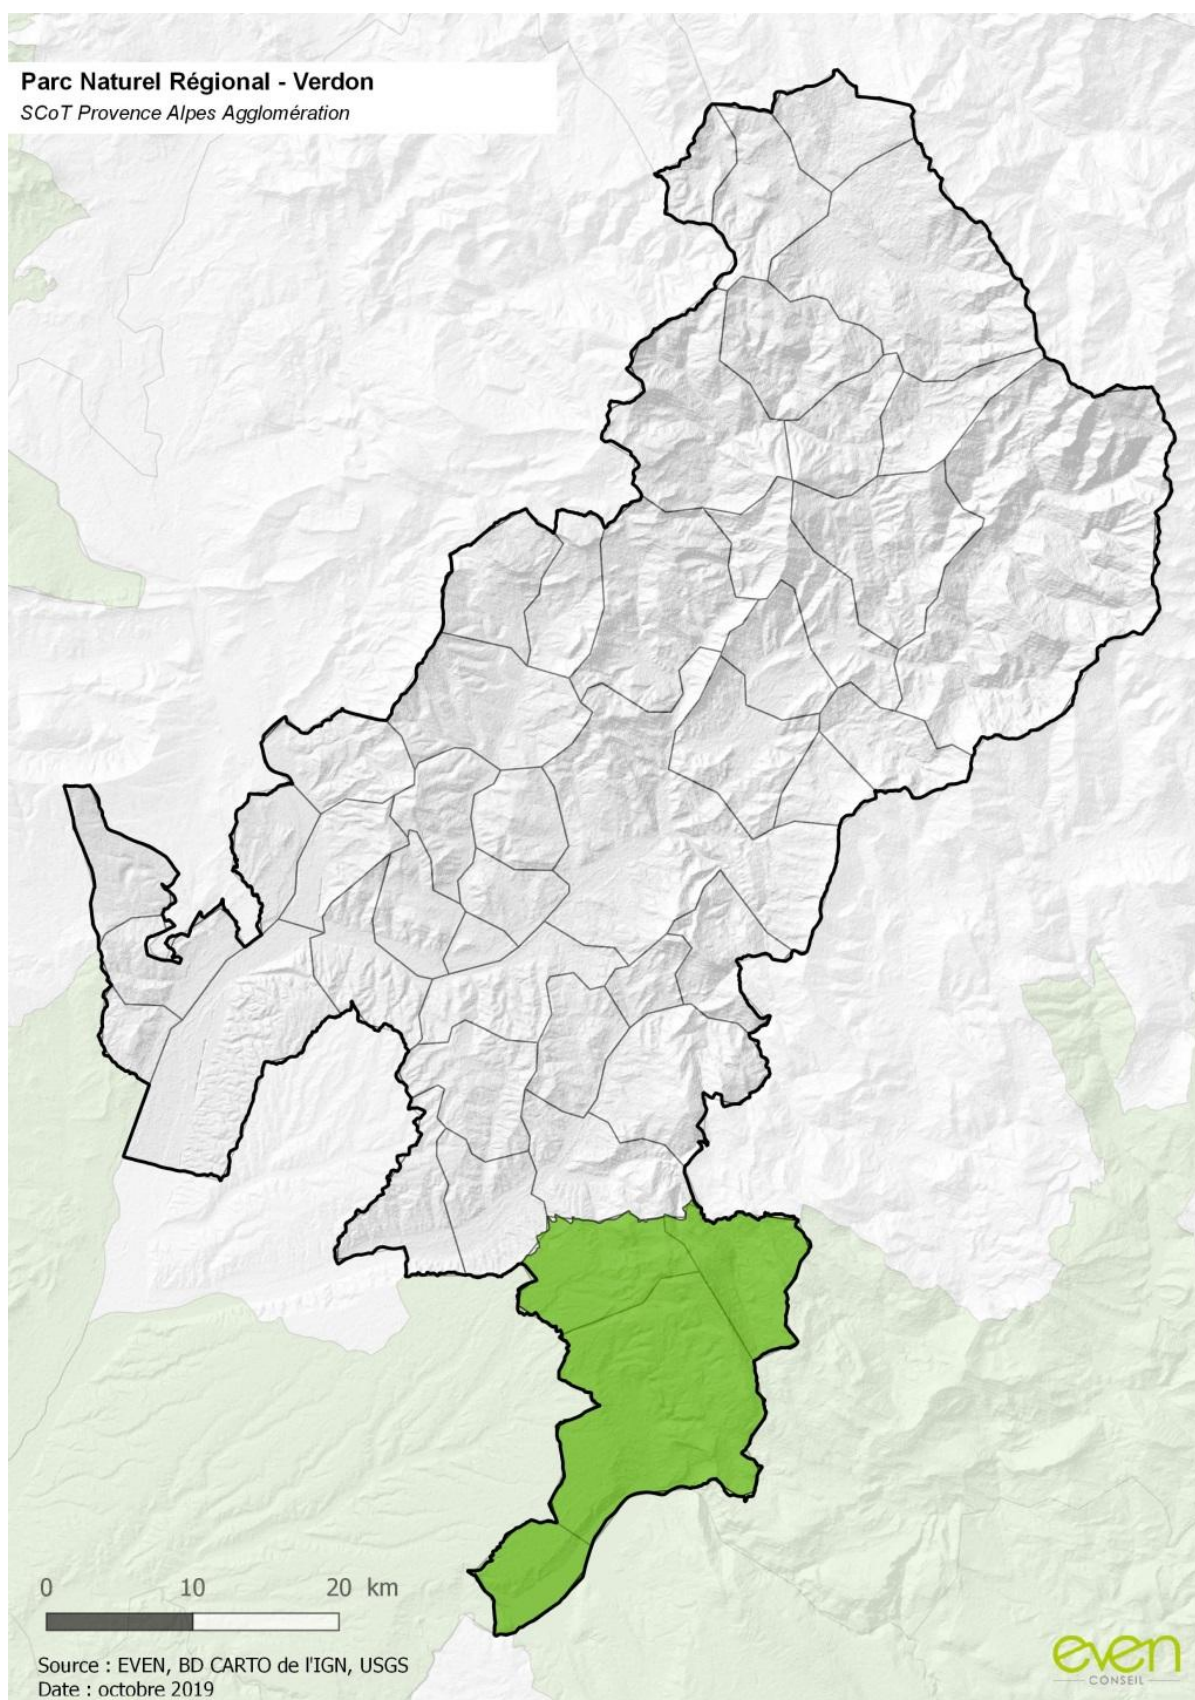 Parc Naturel Régional - Verdon
SCoT Provence Alpes Agglomération
0 10 20 km
Source : EVEN, BD CARTO de l'IGN, USGS
Date : octobre 2019
even
CONSEIL